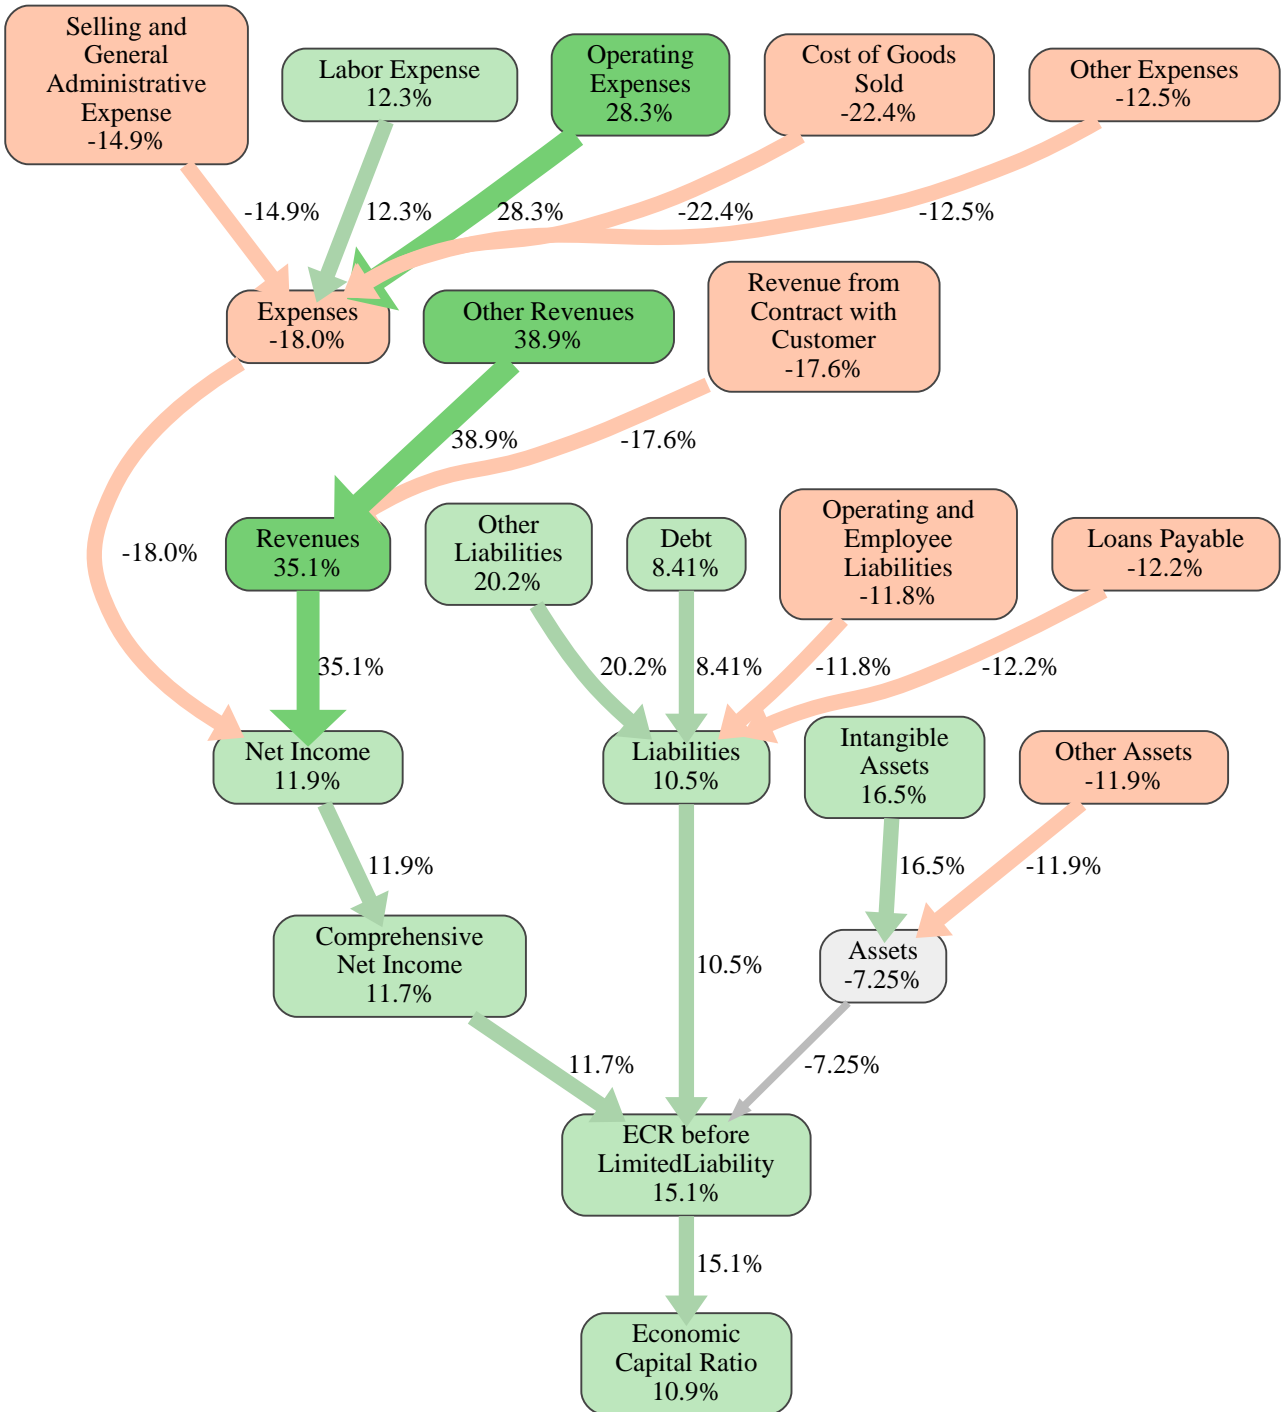 Selling and
General
Administrative
Expense
-14.9%
Labor Expense
12.3%
Operating
Expenses
28.3%
Cost of Goods
Sold
-22.4%
Other Expenses
-12.5%
-14.9%
12.3%
28.3%
-22.4%
-12.5%
Expenses
-18.0%
Other Revenues
38.9%
Revenue from
Contract with
Customer
-17.6%
38.9%
-17.6%
-18.0%
Revenues
35.1%
Other
Liabilities
20.2%
Debt
8.41%
Operating and
Employee
Liabilities
-11.8%
Loans Payable
-12.2%
35.1%
20.2%
8.41%
-11.8%
-12.2%
Net Income
11.9%
Liabilities
10.5%
Intangible
Assets
16.5%
Other Assets
-11.9%
11.9%
16.5%
-11.9%
Comprehensive
Net Income
11.7%
10.5%
Assets
-7.25%
11.7%
-7.25%
ECR before
LimitedLiability
15.1%
15.1%
Economic
Capital Ratio
10.9%